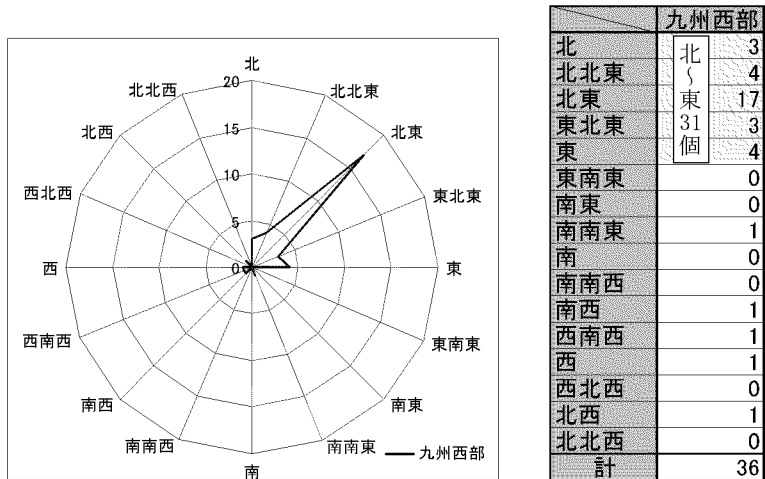 北
北北東
北東
東北東
東
東南東
南東
南南東
南
南南西
南西
西南西
西
西北西
北西
北北西
20
15
10
5
0
九州西部
九州西部
北 3
北北東 4
北東 17
東北東 3
東 4
東南東 0
南東 0
南南東 1
南 0
南南西 0
南西 1
西南西 1
西 1
西北西 0
北西 1
北北西 0
計 36
北~東31個